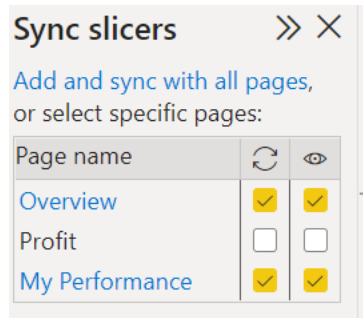 Sync slicers
Add and sync with all pages,
or select specific pages:
Page name
Overview
Profit
My Performance